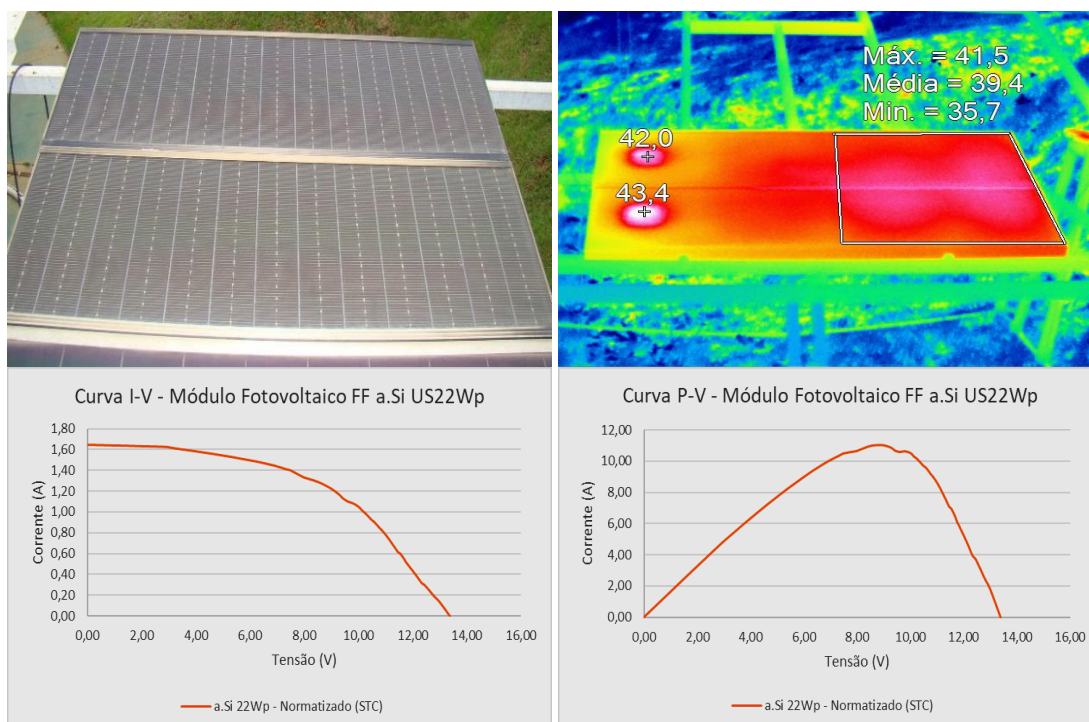 Máx. = 41,5
Média = 39,4
Min. = 35,7
42,0
43,4
Curva I-V - Módulo Fotovoltaico FF a.Si US22Wp
1,80
1,60
1,40
1,20
1,00
0,80
0,60
0,40
0,20
0,00
Corrente (A)
0,00 2,00 4,00 6,00 8,00 10,00 12,00 14,00 16,00
Tensão (V)
a.Si 22Wp - Normatizado (STC)
Curva P-V - Módulo Fotovoltaico FF a.Si US22Wp
12,00
10,00
8,00
6,00
4,00
2,00
0,00
Corrente (A)
0,00 2,00 4,00 6,00 8,00 10,00 12,00 14,00 16,00
Tensão (V)
a.Si 22Wp - Normatizado (STC)